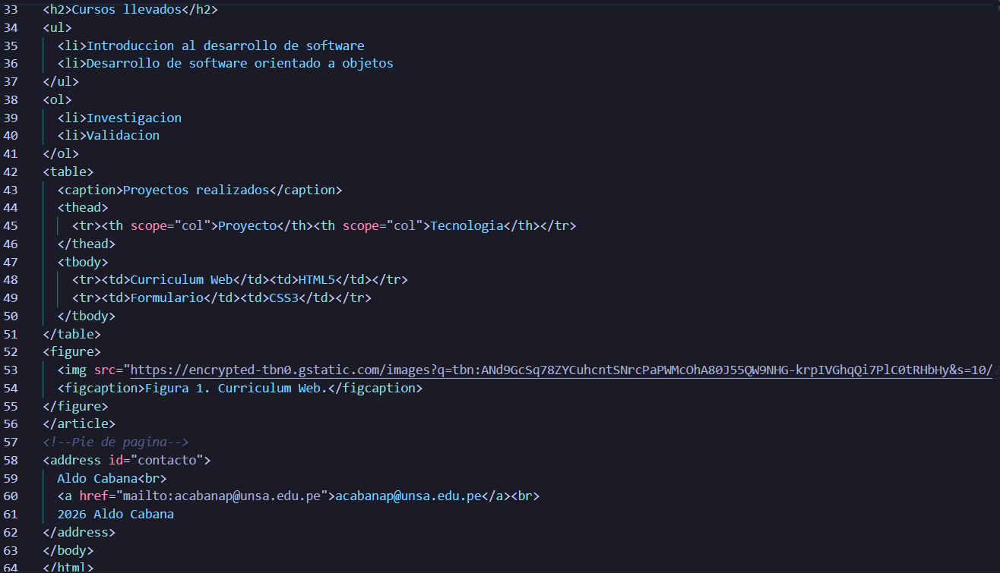 33 <h2>Cursos llevados</h2>
34 <ul>
35 <li>Introduccion al desarrollo de software
36 <li>Desarrollo de software orientado a objetos
37 </ul>
38 <ol>
39 <li>Investigacion
40 <li>Validacion
41 </ol>
42 <table>
43 <caption>Proyectos realizados</caption>
44 <thead>
45 <tr><th scope="col">Proyecto</th><th scope="col">Tecnologia</th></tr>
46 </thead>
47 <tbody>
48 <tr><td>Curriculum Web</td><td>HTML5</td></tr>
49 <tr><td>Formulario</td><td>CSS3</td></tr>
50 </tbody>
51 </table>
52 <figure>
53 <img src="https://encrypted-tbn0.gstatic.com/images?q=tbn:ANd9GcSq78ZYCuhcntSNrcPaPWMcOhA80J55QW9NHG-krpIVGhqQi7PlC0tRHbHy&s=10/
54 <figcaption>Figura 1. Curriculum Web.</figcaption>
55 </figure>
56 </article>
57 <!--Pie de pagina-->
58 <address id="contacto">
59 Aldo Cabana<br>
60 <a href="mailto:acabanap@unsa.edu.pe">acabanap@unsa.edu.pe</a><br>
61 2026 Aldo Cabana
62 </address>
63 </body>
64 </html>